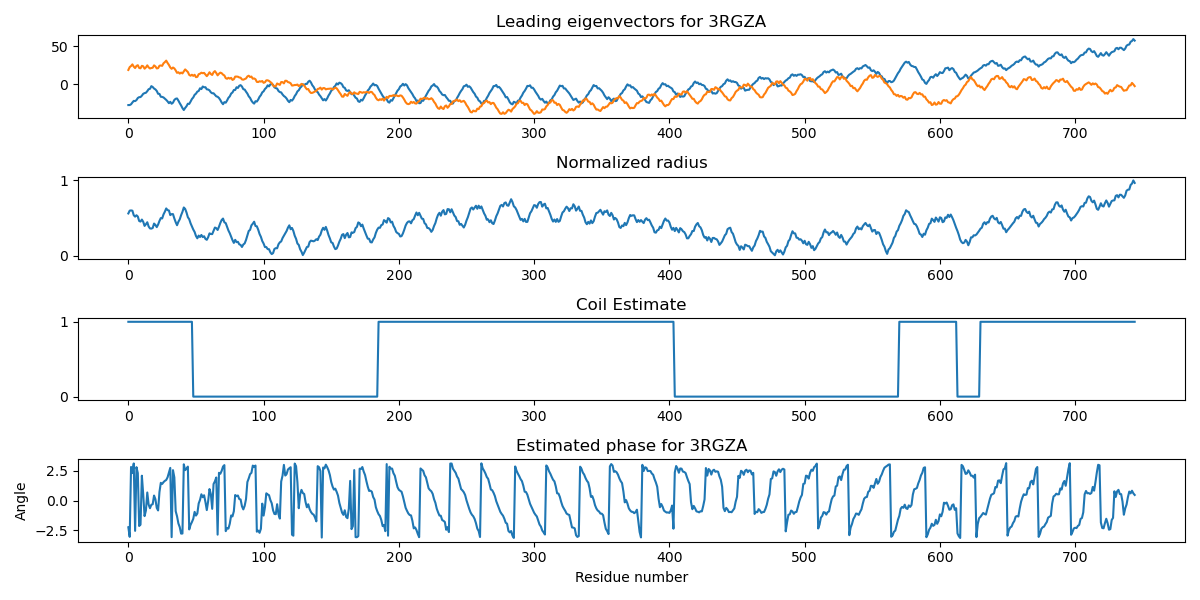 Leading eigenvectors for 3RGZA
50
0
0 100 200 300 400 500 600 700
Normalized radius
1
0
0 100 200 300 400 500 600 700
Coil Estimate
1
0
0 100 200 300 400 500 600 700
Estimated phase for 3RGZA
Angle
2.5
0.0
−2.5
0 100 200 300 400 500 600 700
Residue number